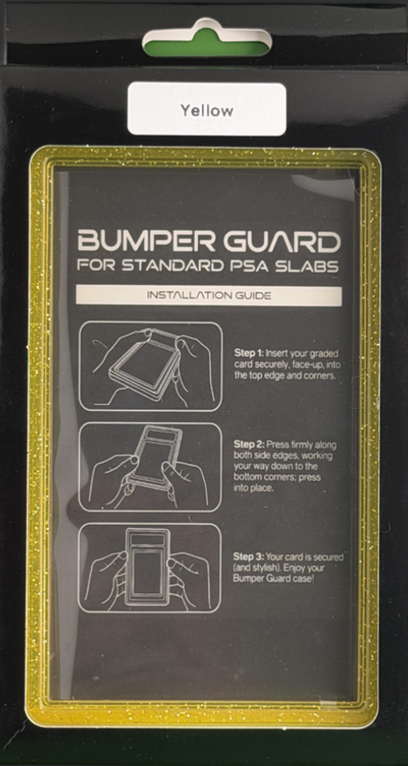 Yellow
BUMPER GUARD
FOR STANDARD PSA SLABS
INSTALLATION GUIDE
Step 1: Insert your graded
card securely, face-up, into
the top edge and corners.
Step 2: Press firmly along
both side edges, working
your way down to the
bottom corners; press
into place.
Step 3: Your card is secured
(and stylish). Enjoy your
Bumper Guard case!